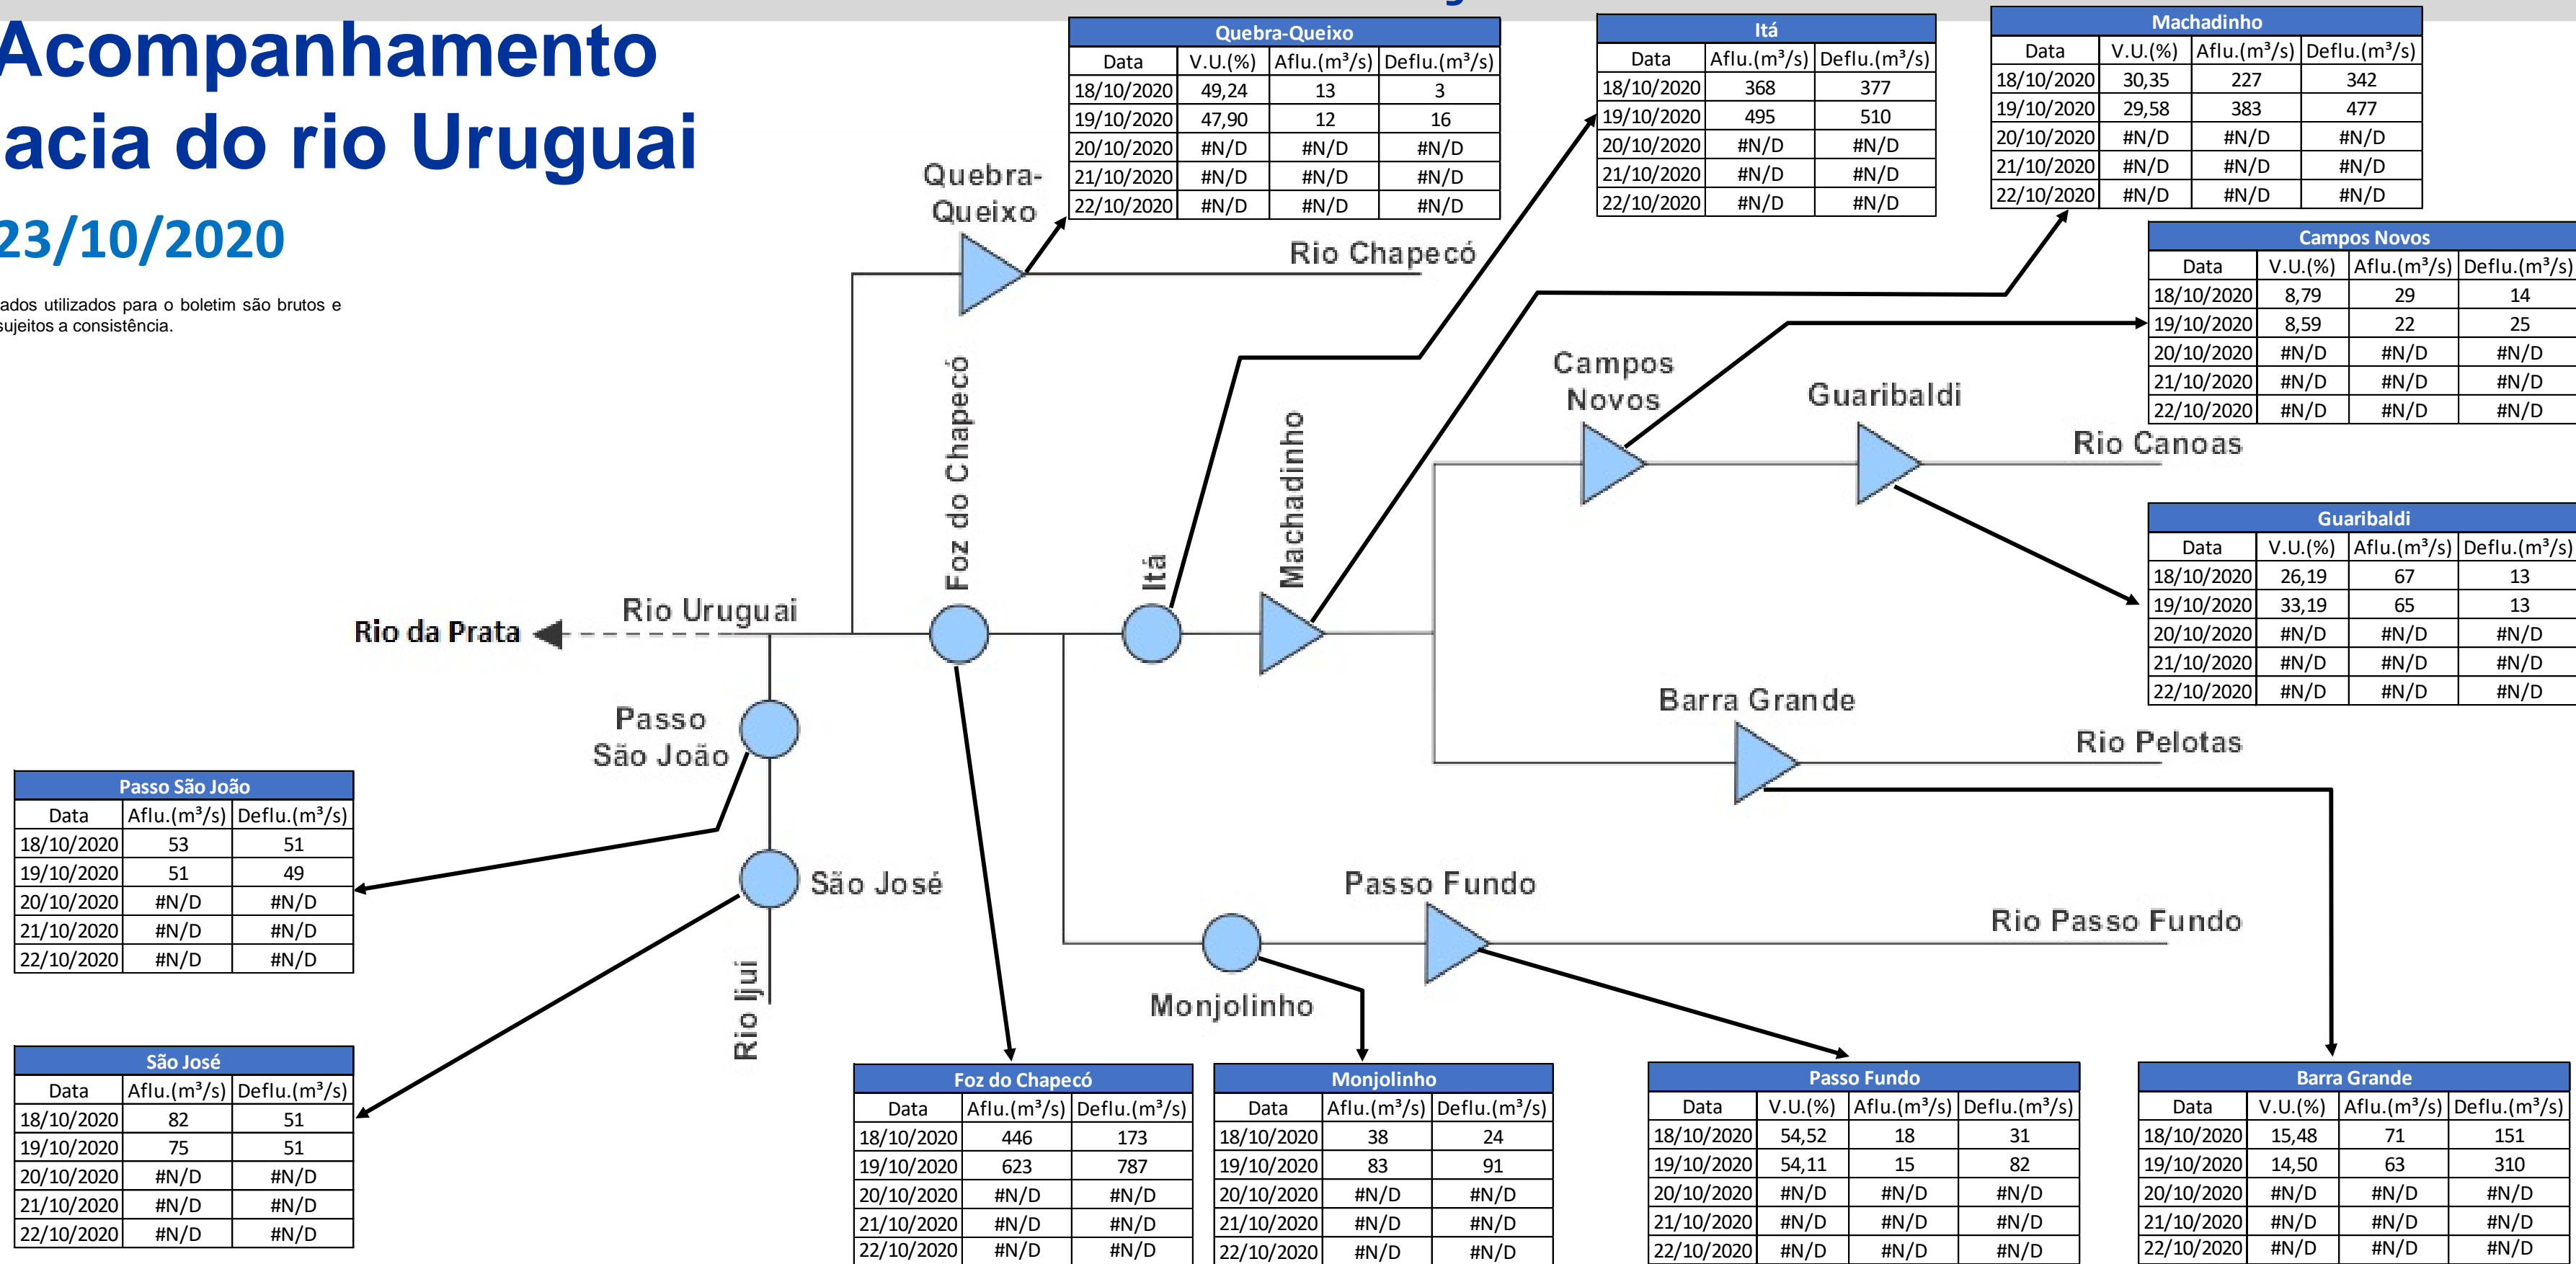 Acompanhamento
acia do rio Uruguai
23/10/2020
ados utilizados para o boletim são brutos e
sujeitos a consistência.
Quebra-Queixo
Data V.U.(%) Aflu.(m³/s) Deflu.(m³/s)
18/10/2020 49,24 13 3
19/10/2020 47,90 12 16
20/10/2020 #N/D #N/D #N/D
21/10/2020 #N/D #N/D #N/D
22/10/2020 #N/D #N/D #N/D
Itá
Data Aflu.(m³/s) Deflu.(m³/s)
18/10/2020 368 377
19/10/2020 495 510
20/10/2020 #N/D #N/D
21/10/2020 #N/D #N/D
22/10/2020 #N/D #N/D
Machadinho
Data V.U.(%) Aflu.(m³/s) Deflu.(m³/s)
18/10/2020 30,35 227 342
19/10/2020 29,58 383 477
20/10/2020 #N/D #N/D #N/D
21/10/2020 #N/D #N/D #N/D
22/10/2020 #N/D #N/D #N/D
Campos Novos
Data V.U.(%) Aflu.(m³/s) Deflu.(m³/s)
18/10/2020 8,79 29 14
19/10/2020 8,59 22 25
20/10/2020 #N/D #N/D #N/D
21/10/2020 #N/D #N/D #N/D
22/10/2020 #N/D #N/D #N/D
Guaribaldi
Data V.U.(%) Aflu.(m³/s) Deflu.(m³/s)
18/10/2020 26,19 67 13
19/10/2020 33,19 65 13
20/10/2020 #N/D #N/D #N/D
21/10/2020 #N/D #N/D #N/D
22/10/2020 #N/D #N/D #N/D
Quebra-
Queixo
Rio Chapecó
Foz do Chapecó
Itá
Machadinho
Campos
Novos
Guaribaldi
Rio Canoas
Rio Uruguai
Rio da Prata
Passo
São João
São José
Rio Ijuí
Barra Grande
Rio Pelotas
Passo Fundo
Rio Passo Fundo
Monjolinho
Passo São João
Data Aflu.(m³/s) Deflu.(m³/s)
18/10/2020 53 51
19/10/2020 51 49
20/10/2020 #N/D #N/D
21/10/2020 #N/D #N/D
22/10/2020 #N/D #N/D
São José
Data Aflu.(m³/s) Deflu.(m³/s)
18/10/2020 82 51
19/10/2020 75 51
20/10/2020 #N/D #N/D
21/10/2020 #N/D #N/D
22/10/2020 #N/D #N/D
Foz do Chapecó
Data Aflu.(m³/s) Deflu.(m³/s)
18/10/2020 446 173
19/10/2020 623 787
20/10/2020 #N/D #N/D
21/10/2020 #N/D #N/D
22/10/2020 #N/D #N/D
Monjolinho
Data Aflu.(m³/s) Deflu.(m³/s)
18/10/2020 38 24
19/10/2020 83 91
20/10/2020 #N/D #N/D
21/10/2020 #N/D #N/D
22/10/2020 #N/D #N/D
Passo Fundo
Data V.U.(%) Aflu.(m³/s) Deflu.(m³/s)
18/10/2020 54,52 18 31
19/10/2020 54,11 15 82
20/10/2020 #N/D #N/D #N/D
21/10/2020 #N/D #N/D #N/D
22/10/2020 #N/D #N/D #N/D
Barra Grande
Data V.U.(%) Aflu.(m³/s) Deflu.(m³/s)
18/10/2020 15,48 71 151
19/10/2020 14,50 63 310
20/10/2020 #N/D #N/D #N/D
21/10/2020 #N/D #N/D #N/D
22/10/2020 #N/D #N/D #N/D